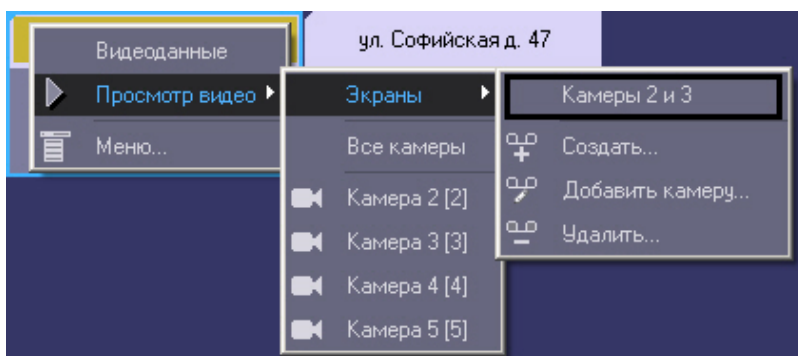 ул. Софийская д. 47
Видеоданные
Просмотр видео
Меню...
Экраны
Все камеры
Камера 2 [2]
Камера 3 [3]
Камера 4 [4]
Камера 5 [5]
Камеры 2 и 3
Создать...
Добавить камеру...
Удалить...